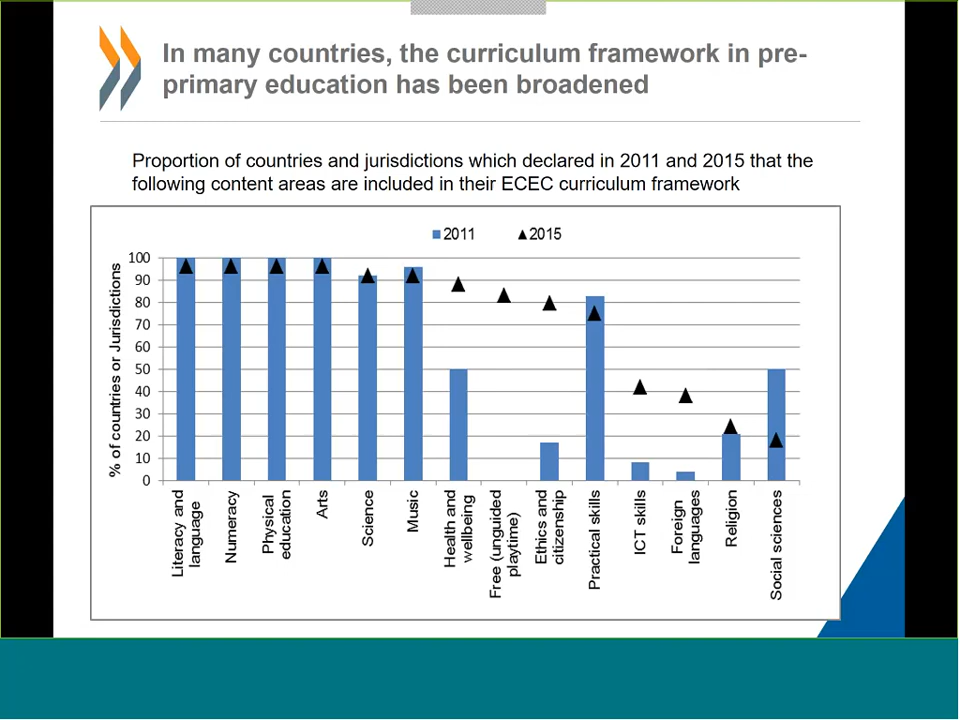 In many countries, the curriculum framework in pre-
primary education has been broadened
Proportion of countries and jurisdictions which declared in 2011 and 2015 that the
following content areas are included in their ECEC curriculum framework
2011
2015
% of countries or Jurisdictions
100
90
80
70
60
50
40
30
20
10
0
Literacy and
language
Numeracy
Physical
education
Arts
Science
Music
Health and
wellbeing
Free (unguided
playtime)
Ethics and
citizenship
Practical skills
ICT skills
Foreign
languages
Religion
Social sciences